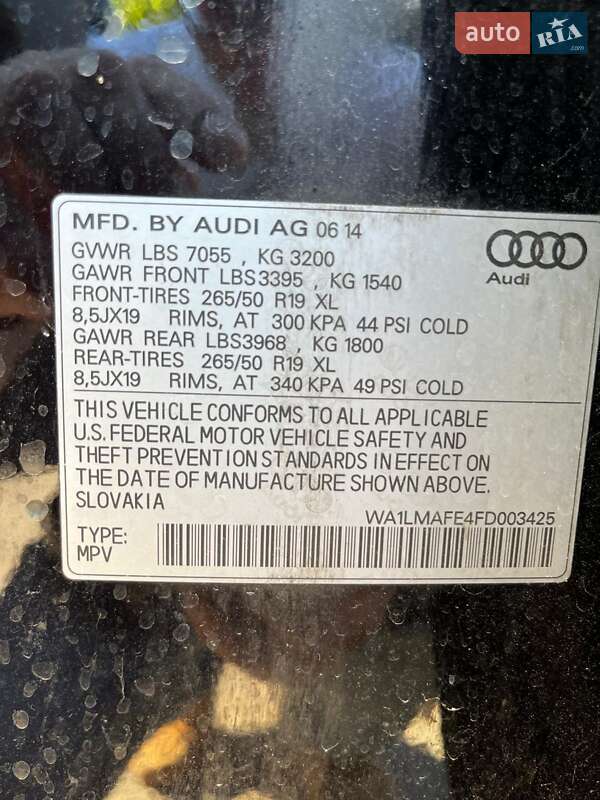 auto RIA .com
MFD. BY AUDI AG 06 14
GVWR LBS 7055 , KG 3200
GAWR FRONT LBS3395 , KG 1540
FRONT-TIRES 265/50 R19 XL
8,5JX19 RIMS, AT 300 KPA 44 PSI COLD
GAWR REAR LBS3968 , KG 1800
REAR-TIRES 265/50 R19 XL
8,5JX19 RIMS, AT 340 KPA 49 PSI COLD
Audi
THIS VEHICLE CONFORMS TO ALL APPLICABLE
U.S. FEDERAL MOTOR VEHICLE SAFETY AND
THEFT PREVENTION STANDARDS IN EFFECT ON
THE DATE OF MANUFACTURE SHOWN ABOVE.
SLOVAKIA
WA1LMAFE4FD003425
TYPE:
MPV